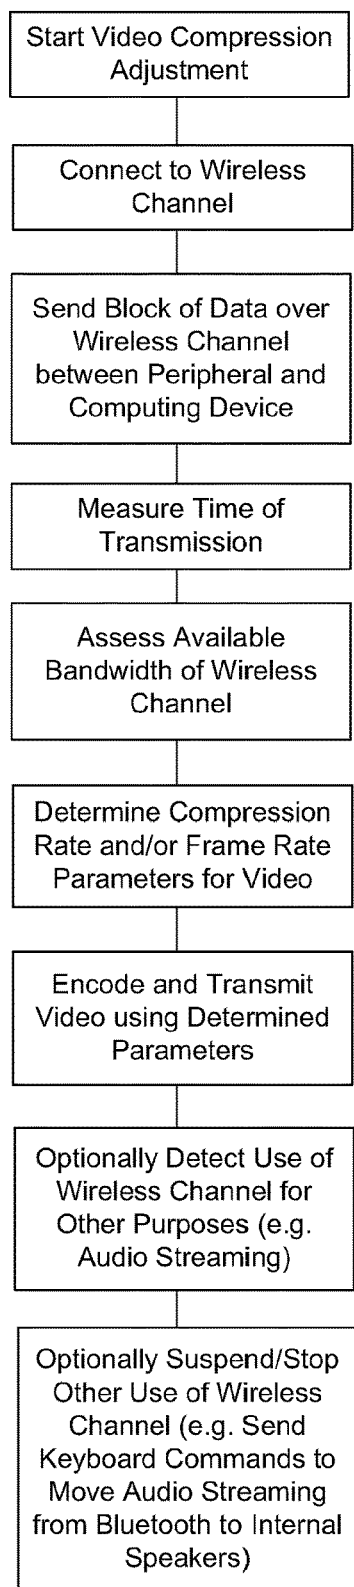 Start Video Compression
Adjustment
Connect to Wireless
Channel
Send Block of Data over
Wireless Channel
between Peripheral and
Computing Device
Measure Time of
Transmission
Assess Available
Bandwidth of Wireless
Channel
Determine Compression
Rate and/or Frame Rate
Parameters for Video
Encode and Transmit
Video using Determined
Parameters
Optionally Detect Use of
Wireless Channel for
Other Purposes (e.g.
Audio Streaming)
Optionally Suspend/Stop
Other Use of Wireless
Channel (e.g. Send
Keyboard Commands to
Move Audio Streaming
from Bluetooth to Internal
Speakers)